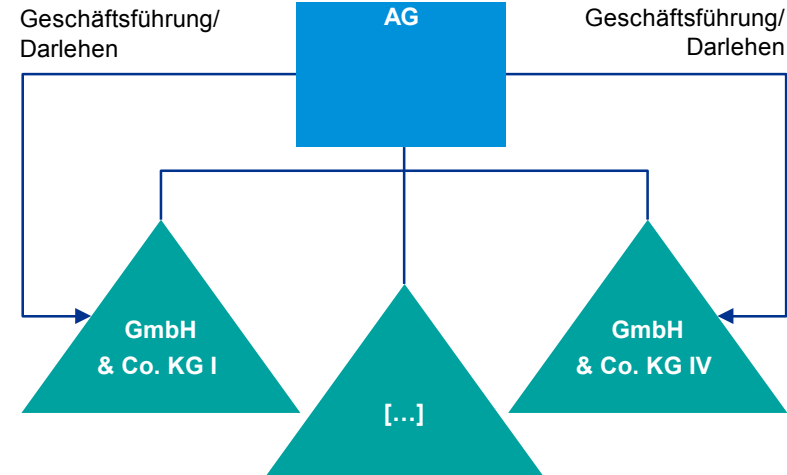 Geschäftsführung/
Darlehen
AG
Geschäftsführung/
Darlehen
GmbH
& Co. KG I
[…]
GmbH
& Co. KG IV